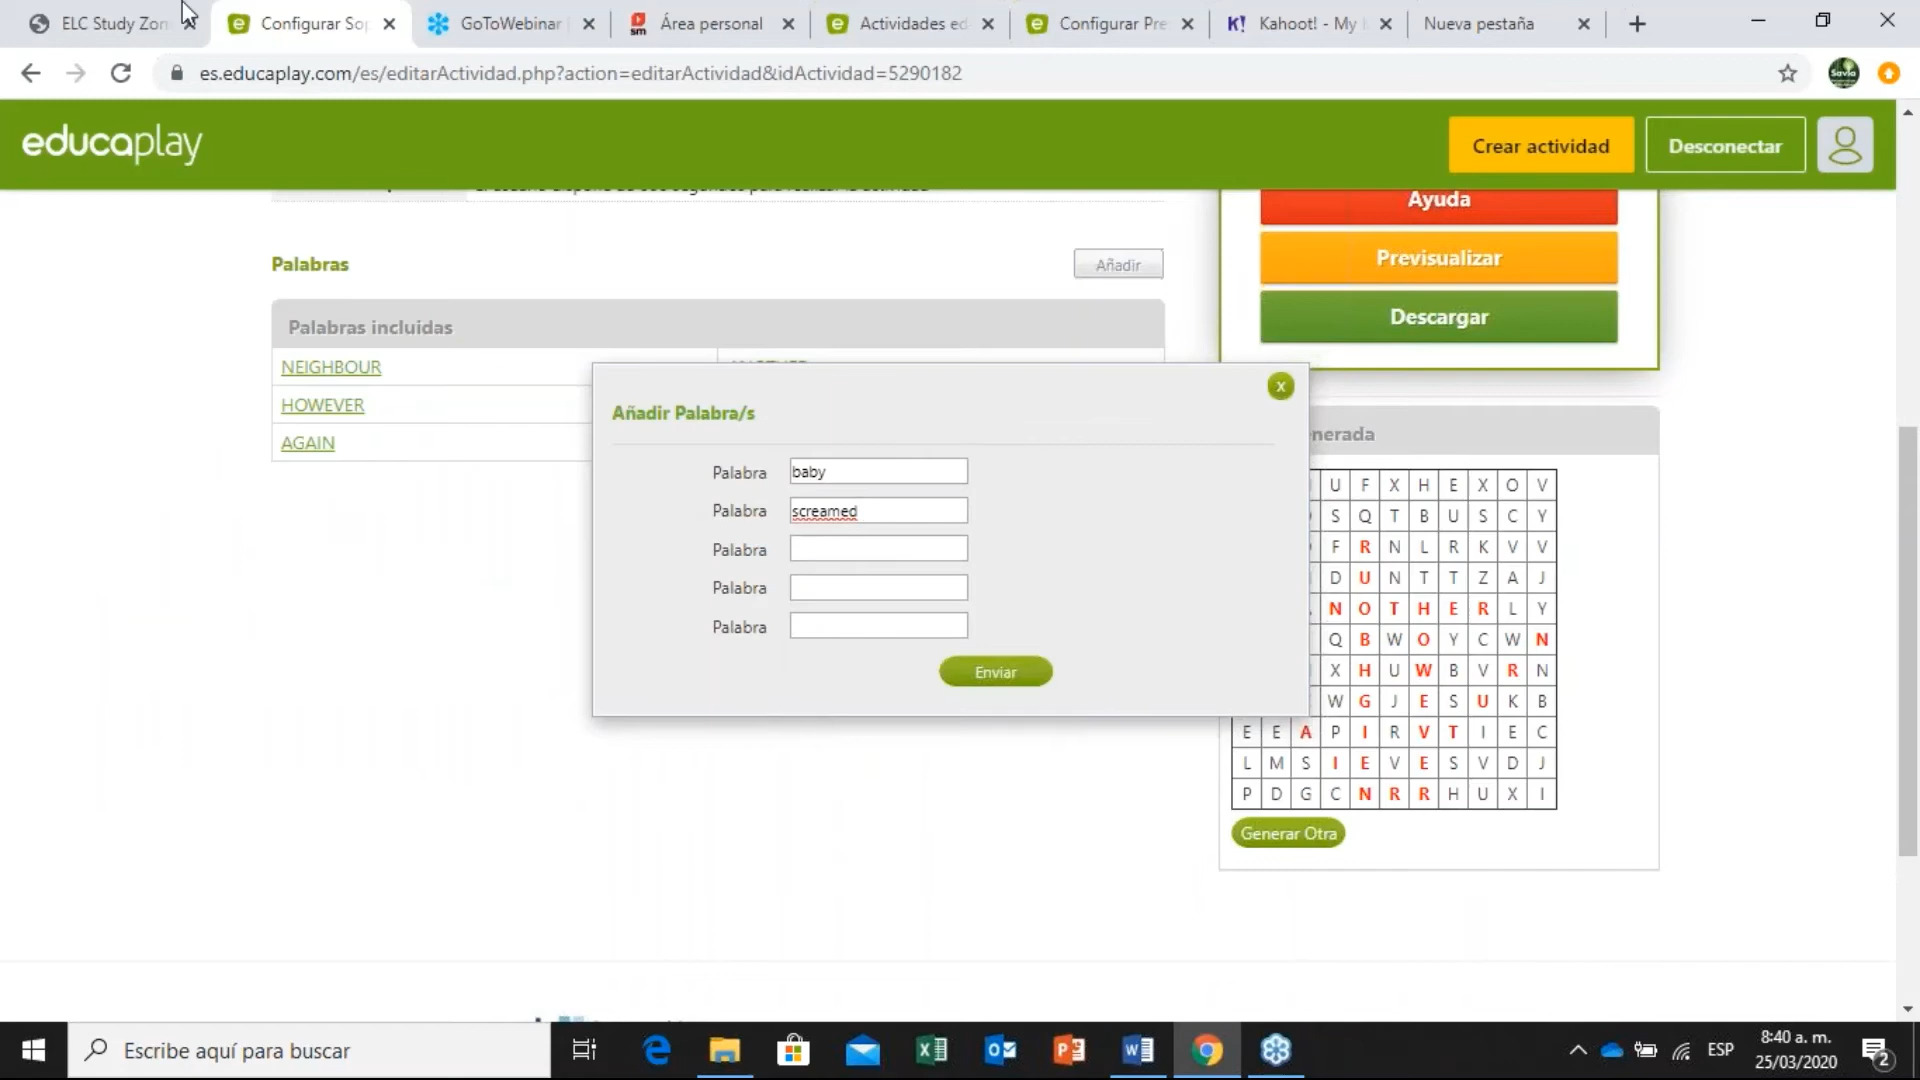 ELC Study Zon
Configurar Sop
GoToWebinar
Área personal
Actividades ed
Configurar Pre
Kahoot! - My
Nueva pestaña
es.educaplay.com/es/editarActividad.php?action=editarActividad&idActividad=5290182
educaplay
Crear actividad
Desconectar
Ayuda
Palabras
Añadir
Previsualizar
Descargar
Palabras incluidas
NEIGHBOUR
HOWEVER
AGAIN
x
Añadir Palabra/s
nerada
Palabra baby
Palabra screamed
Palabra
Palabra
Palabra
Enviar
U F X H E X O V
S Q T B U S C Y
F R N L R K V V
D U N T T Z A J
N O T H E R L Y
Q B W O Y C W N
X H U W B V R N
W G J E S U K B
E E A P I R V T I E C
L M S I E V E S V D J
P D G C N R R H U X I
Generar Otra
Escribe aquí para buscar
ESP
8:40 a. m.
25/03/2020
2